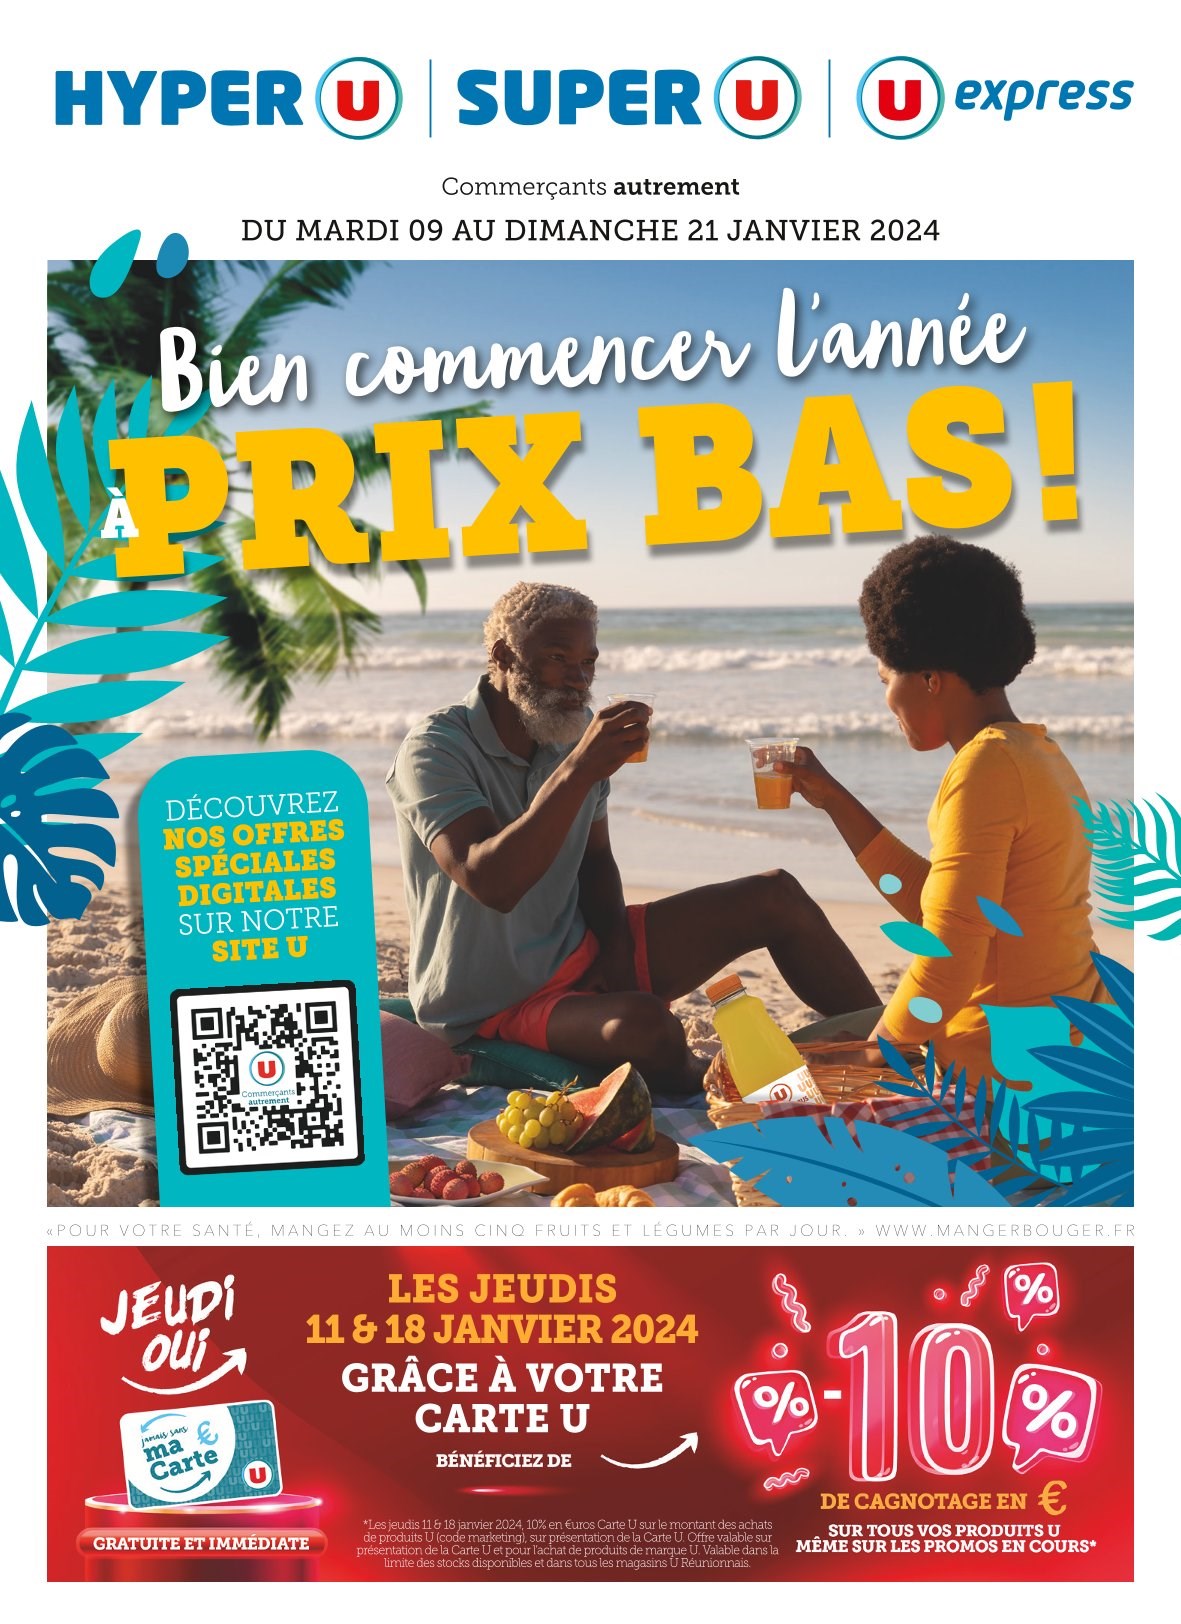 HYPER U | SUPER U | U express
Commerçants autrement
DU MARDI 09 AU DIMANCHE 21 JANVIER 2024
Bien commencer l'année
À PRIX BAS!
DÉCOUVREZ
NOS OFFRES
SPÉCIALES
DIGITALES
SUR NOTRE
SITE U
U
Commerçants
autrement
U
«POUR VOTRE SANTÉ, MANGEZ AU MOINS CINQ FRUITS ET LÉGUMES PAR JOUR. » WWW.MANGERBOUGER.FR
JEUDI
OUI
jamais sans
ma €
Carte
U
GRATUITE ET IMMÉDIATE
LES JEUDIS
11 & 18 JANVIER 2024
GRÂCE À VOTRE
CARTE U
BÉNÉFICIEZ DE
*Les jeudis 11 & 18 janvier 2024, 10% en €uros Carte U sur le montant des achats
de produits U (code marketing), sur présentation de la Carte U. Offre valable sur
présentation de la Carte U et pour l'achat de produits de marque U. Valable dans la
limite des stocks disponibles et dans tous les magasins U Réunionnais.
%
% -10 %
DE CAGNOTAGE EN €
SUR TOUS VOS PRODUITS U
MÊME SUR LES PROMOS EN COURS*